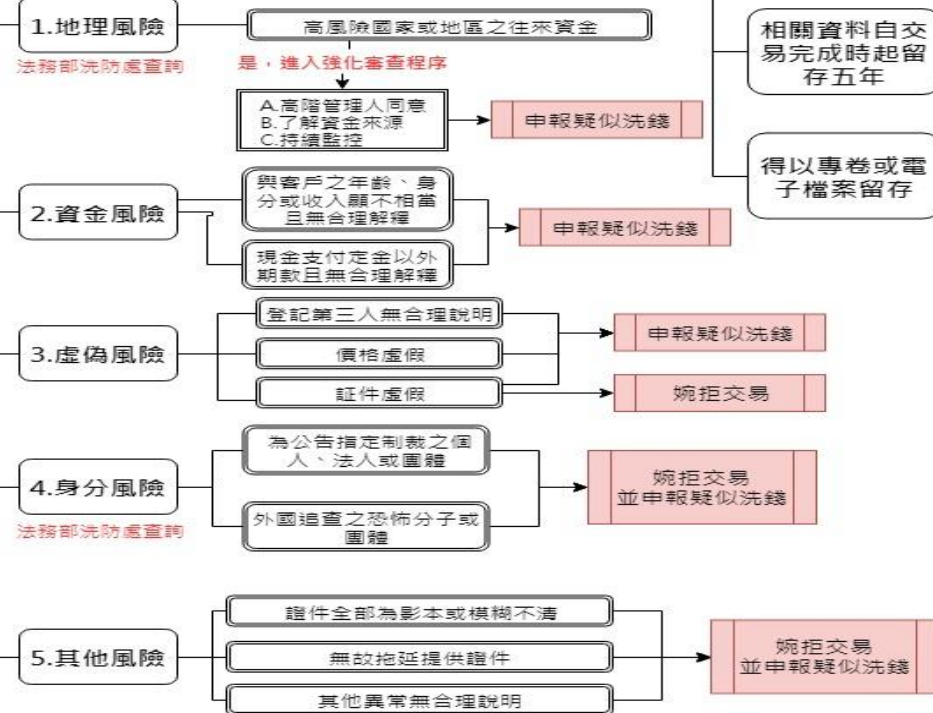 1.地理風險
法務部洗防處查詢
高風險國家或地區之往來資金
是，進入強化審查程序
A.高階管理人同意
B.了解資金來源
C.持續監控
申報疑似洗錢
相關資料自交
易完成時起留
存五年
得以專卷或電
子檔案留存
2.資金風險
與客戶之年齡、身
分或收入顯不相當
且無合理解釋
現金支付定金以外
期款且無合理解釋
申報疑似洗錢
3.虛偽風險
登記第三人無合理說明
價格虛假
証件虛假
申報疑似洗錢
婉拒交易
4.身分風險
法務部洗防處查詢
為公告指定制裁之個
人、法人或團體
外國追查之恐怖分子或
團體
婉拒交易
並申報疑似洗錢
5.其他風險
證件全部為影本或模糊不清
無故拖延提供證件
其他異常無合理說明
婉拒交易
並申報疑似洗錢